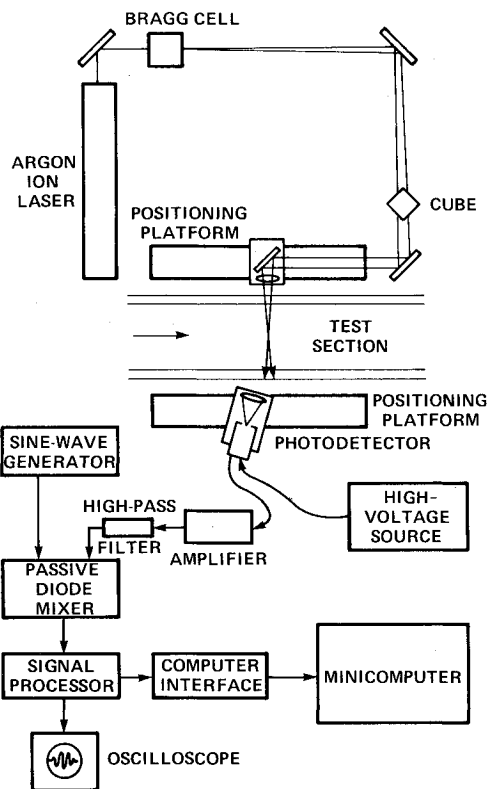 BRAGG CELL
ARGON
ION
LASER
CUBE
POSITIONING
PLATFORM
TEST
SECTION
POSITIONING
PLATFORM
PHOTODETECTOR
SINE-WAVE
GENERATOR
HIGH-PASS
FILTER
AMPLIFIER
HIGH-
VOLTAGE
SOURCE
PASSIVE
DIODE
MIXER
SIGNAL
PROCESSOR
COMPUTER
INTERFACE
MINICOMPUTER
OSCILLOSCOPE